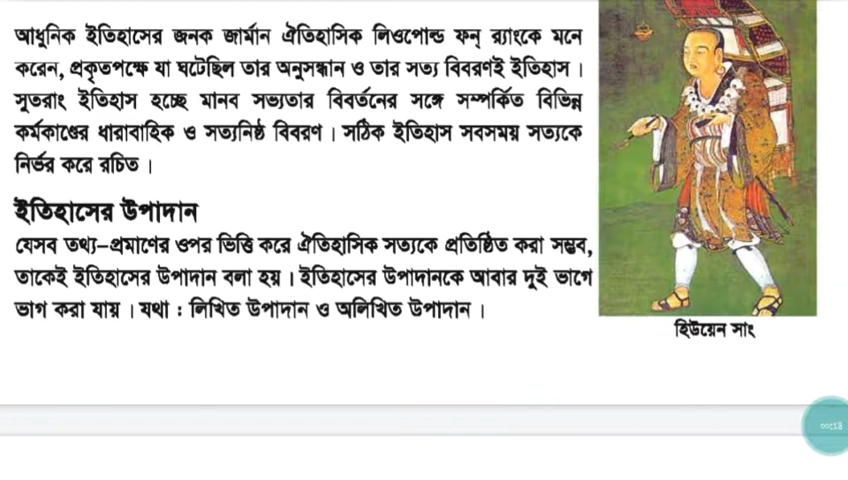 আধুনিক ইতিহাসের জনক জার্মান ঐতিহাসিক লিওপোল্ড ফন্ র‍্যাংকে মনে
করেন, প্রকৃতপক্ষে যা ঘটেছিল তার অনুসন্ধান ও তার সত্য বিবরণই ইতিহাস।
সুতরাং ইতিহাস হচ্ছে মানব সভ্যতার বিবর্তনের সঙ্গে সম্পর্কিত বিভিন্ন
কর্মকাণ্ডের ধারাবাহিক ও সত্যনিষ্ঠ বিবরণ। সঠিক ইতিহাস সবসময় সত্যকে
নির্ভর করে রচিত।
ইতিহাসের উপাদান
যেসব তথ্য-প্রমাণের ওপর ভিত্তি করে ঐতিহাসিক সত্যকে প্রতিষ্ঠিত করা সম্ভব,
তাকেই ইতিহাসের উপাদান বলা হয়। ইতিহাসের উপাদানকে আবার দুই ভাগে
ভাগ করা যায়। যথা : লিখিত উপাদান ও অলিখিত উপাদান।
হিউয়েন সাং